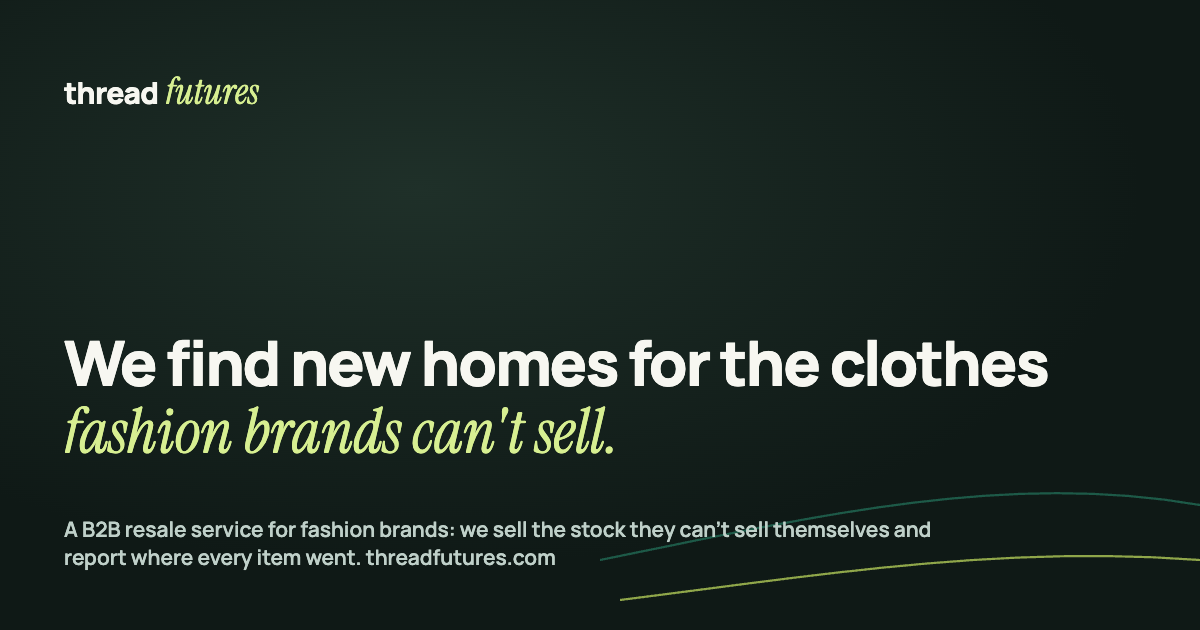 thread futures
We find new homes for the clothes
fashion brands can't sell.
A B2B resale service for fashion brands: we sell the stock they can’t sell themselves and
report where every item went. threadfutures.com